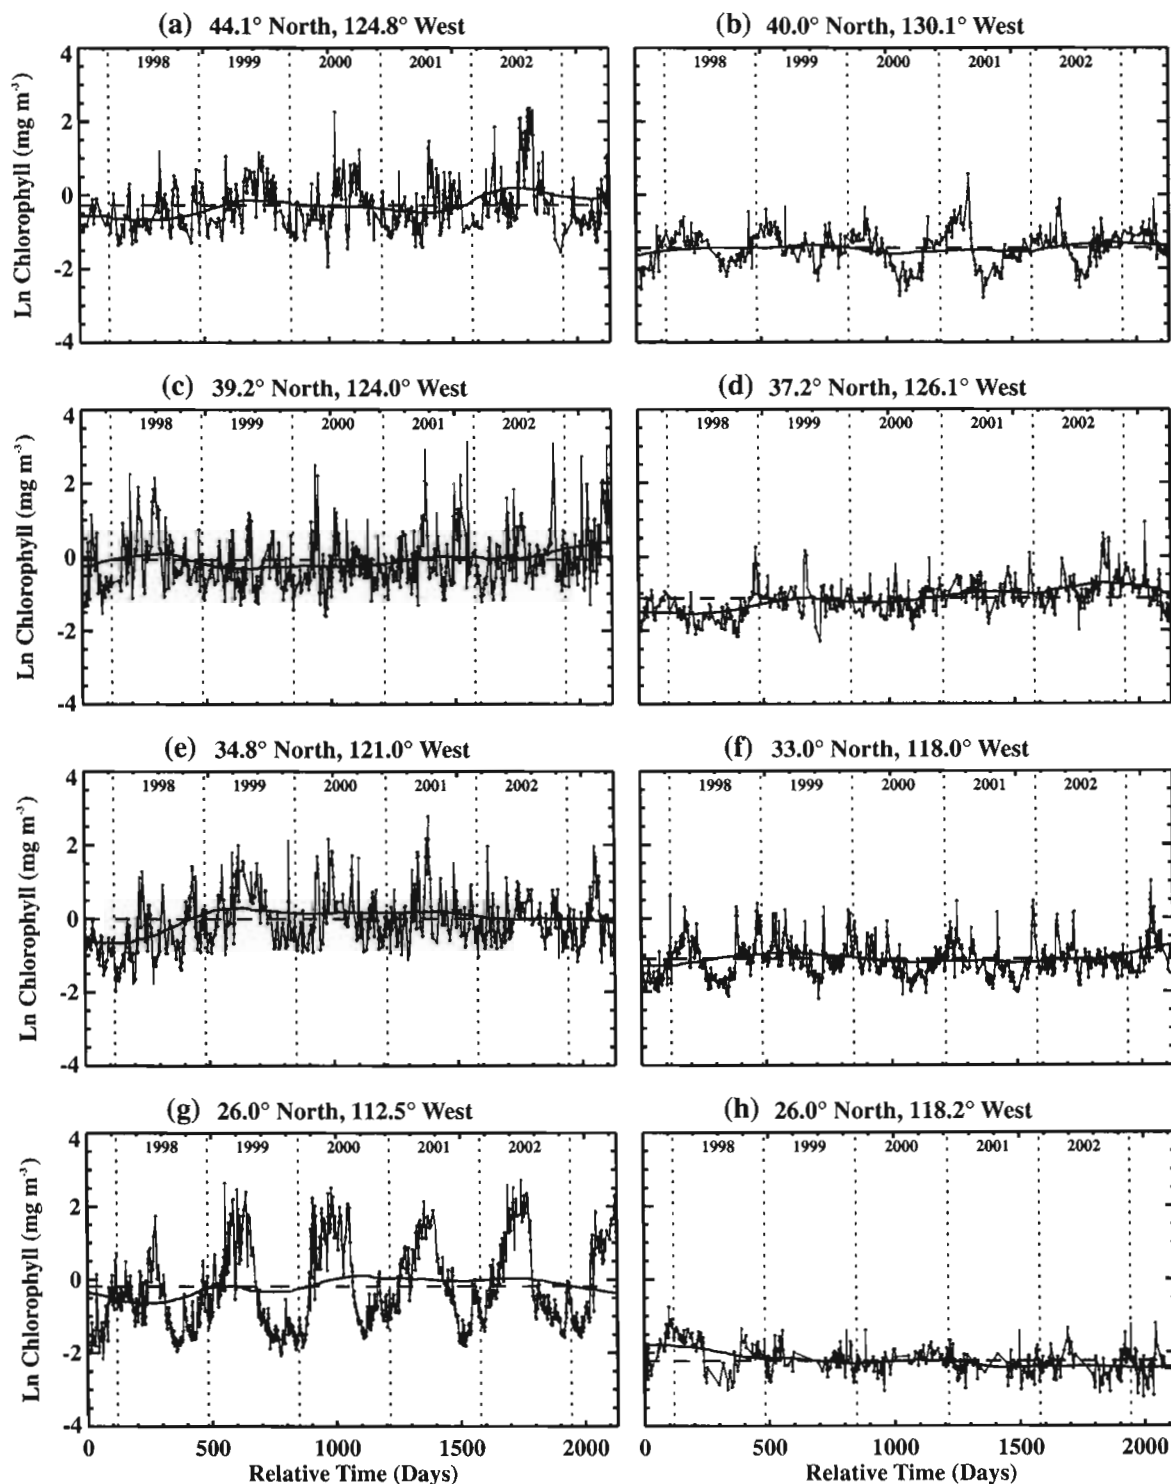 (a) 44.1° North, 124.8° West
(b) 40.0° North, 130.1° West
4
1998 1999 2000 2001 2002
1998 1999 2000 2001 2002
2
0
-2
-4
Ln Chlorophyll (mg m-3)
(c) 39.2° North, 124.0° West
(d) 37.2° North, 126.1° West
4
1998 1999 2000 2001 2002
1998 1999 2000 2001 2002
2
0
-2
-4
Ln Chlorophyll (mg m-3)
(e) 34.8° North, 121.0° West
(f) 33.0° North, 118.0° West
4
1998 1999 2000 2001 2002
1998 1999 2000 2001 2002
2
0
-2
-4
Ln Chlorophyll (mg m-3)
(g) 26.0° North, 112.5° West
(h) 26.0° North, 118.2° West
4
1998 1999 2000 2001 2002
1998 1999 2000 2001 2002
2
0
-2
-4
Ln Chlorophyll (mg m-3)
0 500 1000 1500 2000
0 500 1000 1500 2000
Relative Time (Days)
Relative Time (Days)